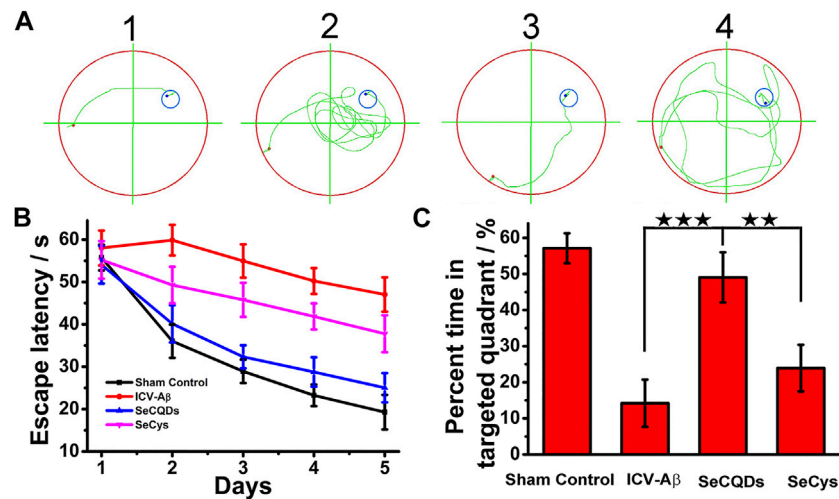 A
1 2 3 4
B
Escape latency / s
60
50
40
30
20
10
Sham Control
ICV-Aβ
SeCQDs
SeCys
1 2 3 4 5
Days
C
Percent time in
targeted quadrant / %
60
50
40
30
20
10
0
★★★ ★★
Sham Control ICV-Aβ SeCQDs SeCys